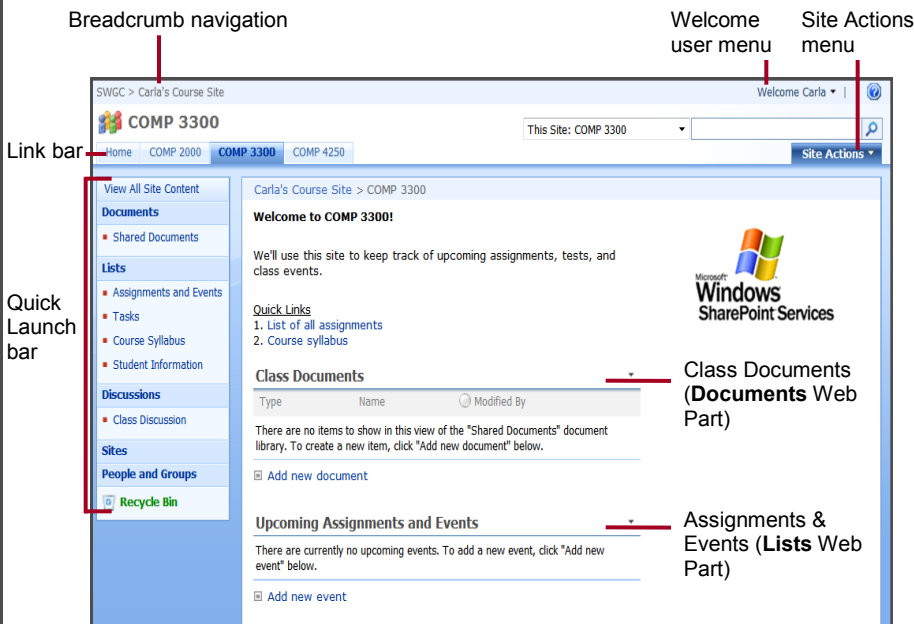 Breadcrumb navigation
Welcome user menu
Site Actions menu
SWGC > Carla's Course Site
Welcome Carla
COMP 3300
This Site: COMP 3300
Link bar
Home COMP 2000 COMP 3300 COMP 4250
Site Actions
Quick Launch bar
View All Site Content
Documents
Shared Documents
Lists
Assignments and Events
Tasks
Course Syllabus
Student Information
Discussions
Class Discussion
Sites
People and Groups
Recycle Bin
Carla's Course Site > COMP 3300
Welcome to COMP 3300!
We'll use this site to keep track of upcoming assignments, tests, and
class events.
Quick Links
1. List of all assignments
2. Course syllabus
Microsoft
Windows
SharePoint Services
Class Documents
Type Name Modified By
There are no items to show in this view of the "Shared Documents" document
library. To create a new item, click "Add new document" below.
Add new document
Class Documents
(Documents Web
Part)
Upcoming Assignments and Events
There are currently no upcoming events. To add a new event, click "Add new
event" below.
Add new event
Assignments &
Events (Lists Web
Part)